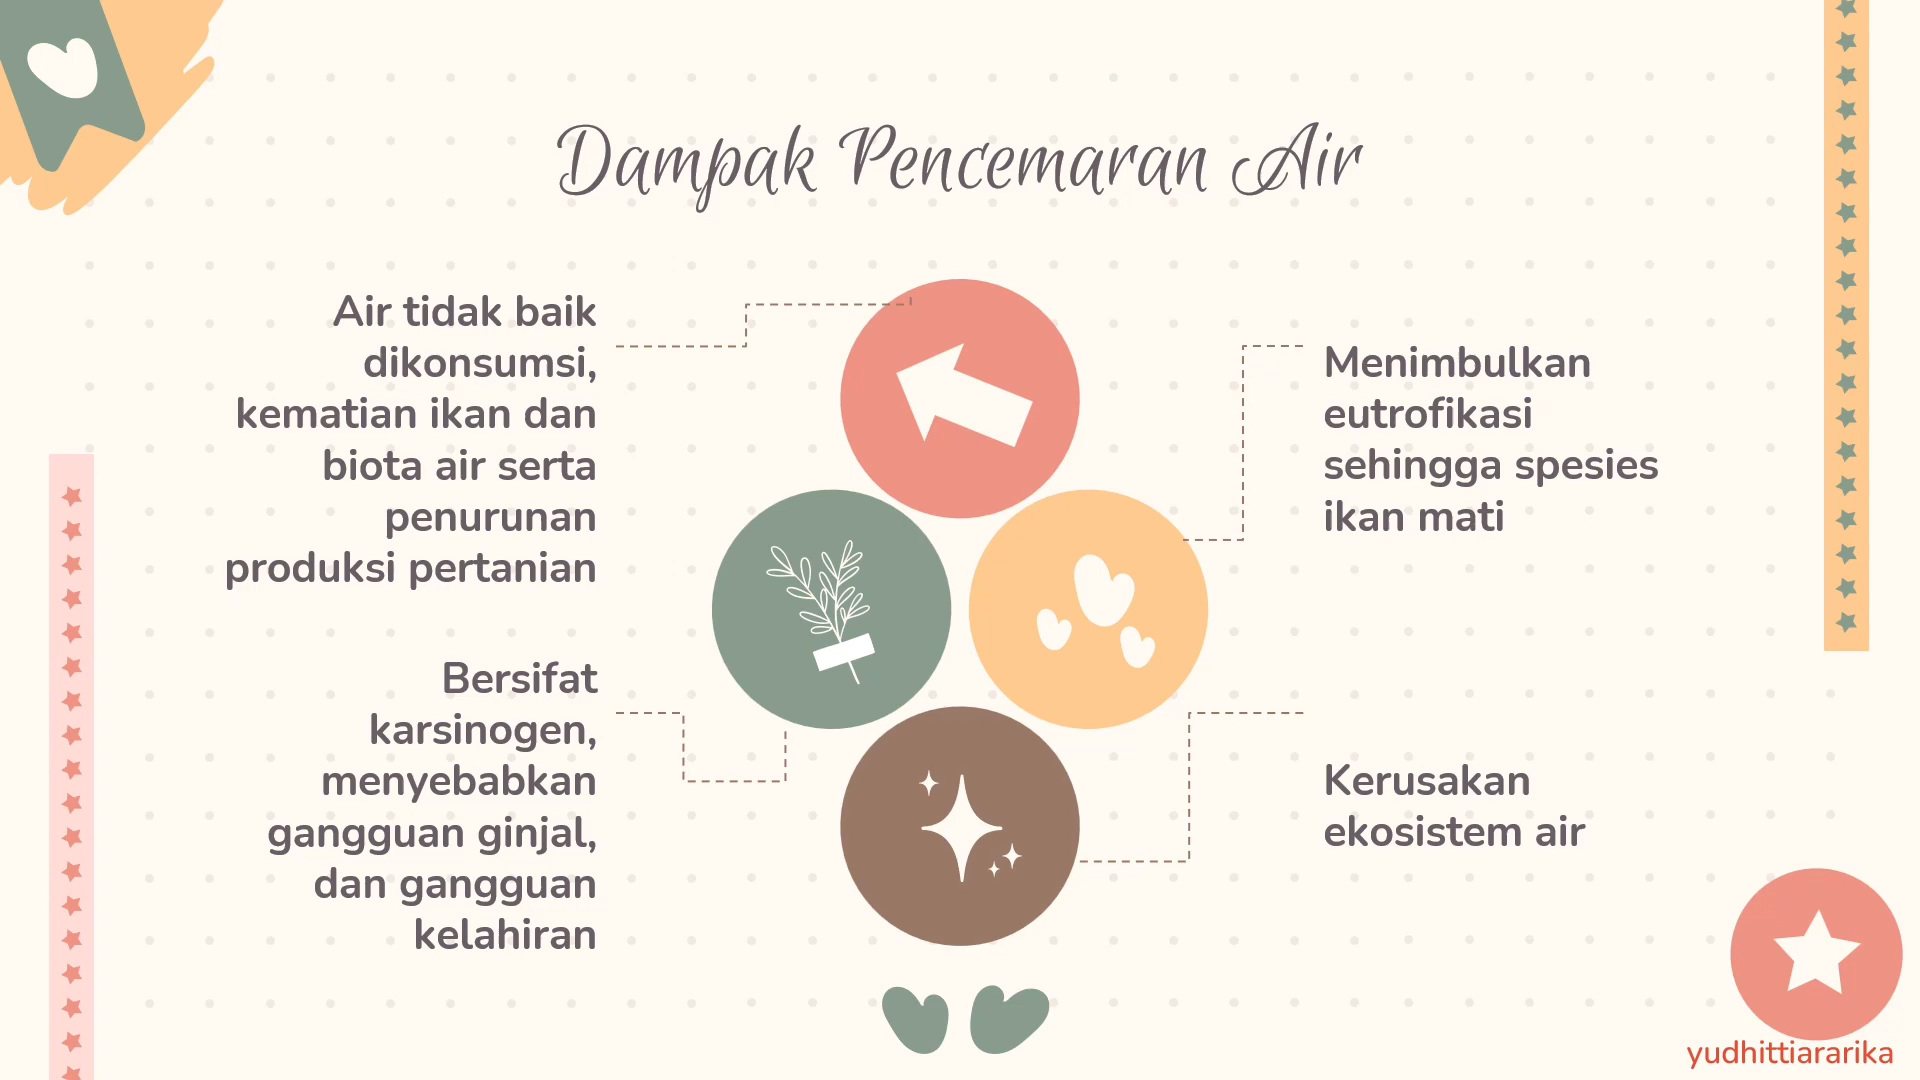 Dampak Pencemaran Air
Air tidak baik
dikonsumsi,
kematian ikan dan
biota air serta
penurunan
produksi pertanian
Menimbulkan
eutrofikasi
sehingga spesies
ikan mati
Bersifat
karsinogen,
menyebabkan
gangguan ginjal,
dan gangguan
kelahiran
Kerusakan
ekosistem air
yudhittiararika